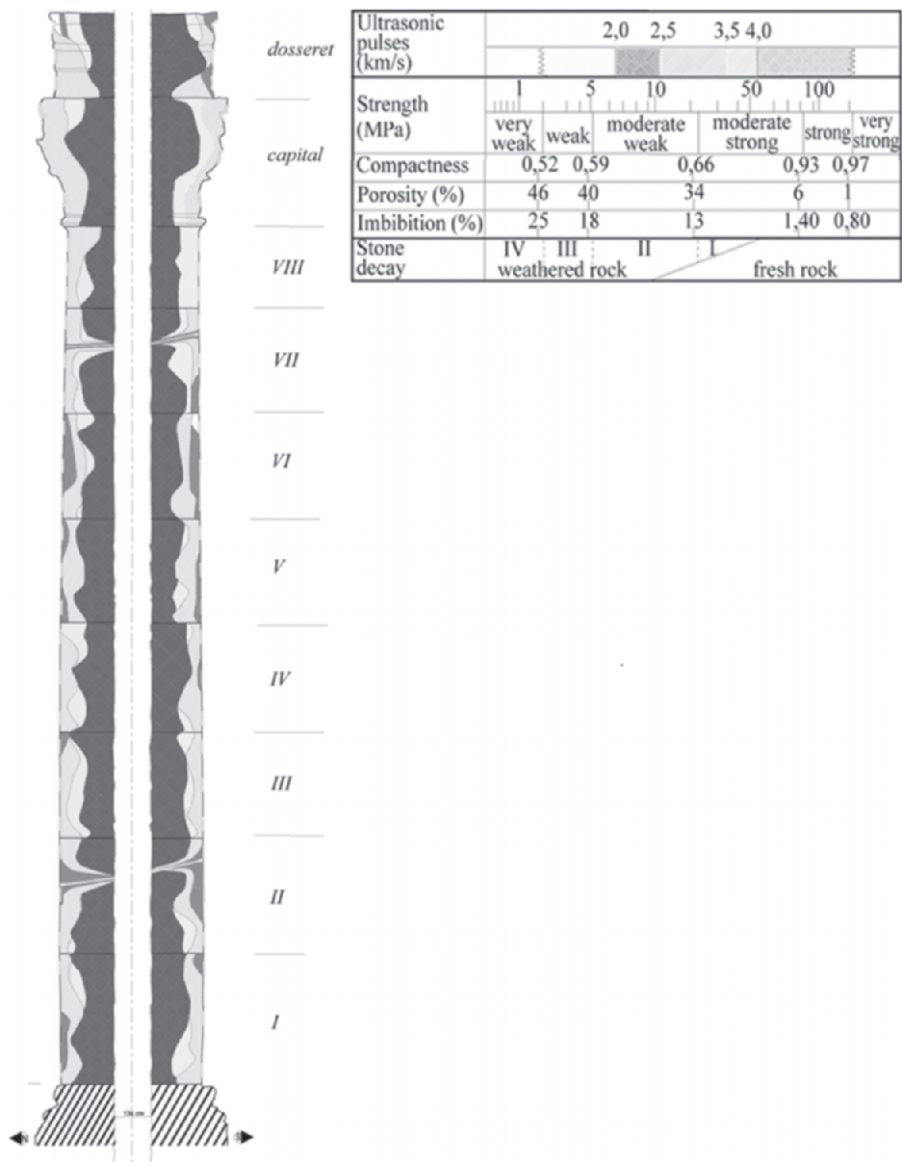 dosseret
capital
VIII
VII
VI
V
IV
III
II
I
N
Ultrasonic pulses (km/s)
2,0 2,5 3,5 4,0
Strength (MPa)
1 5 10 50 100
very weak weak moderate weak moderate strong strong very strong
Compactness 0,52 0,59 0,66 0,93 0,97
Porosity (%) 46 40 34 6 1
Imbibition (%) 25 18 13 1,40 0,80
Stone decay IV III II I
weathered rock fresh rock